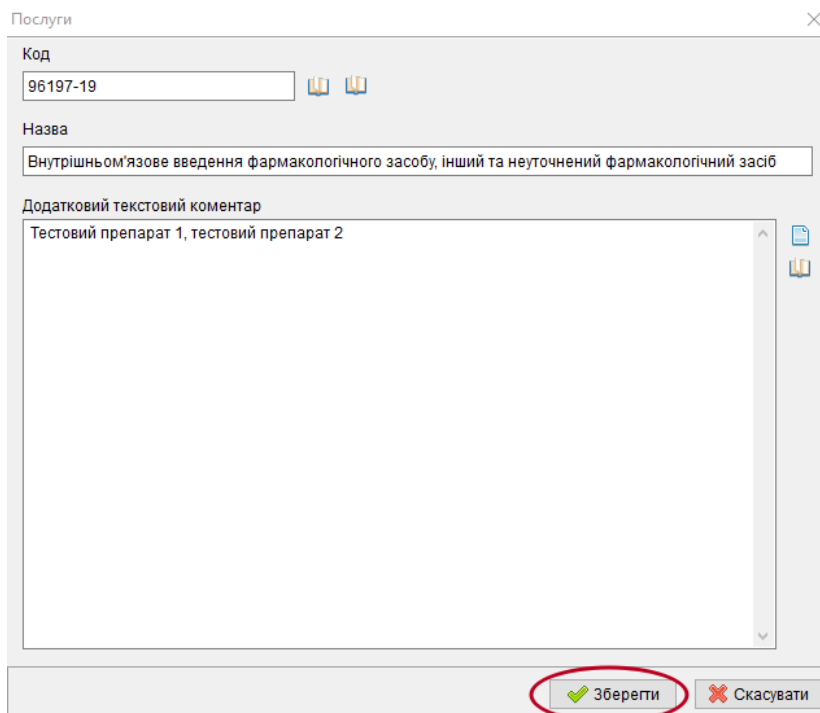 Послуги
Код
96197-19
Назва
Внутрішньом'язове введення фармакологічного засобу, інший та неуточнений фармакологічний засіб
Додатковий текстовий коментар
Тестовий препарат 1, тестовий препарат 2
Зберегти
Скасувати